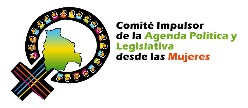 Comité Impulsor
de la Agenda Política y
Legislativa
desde las Mujeres